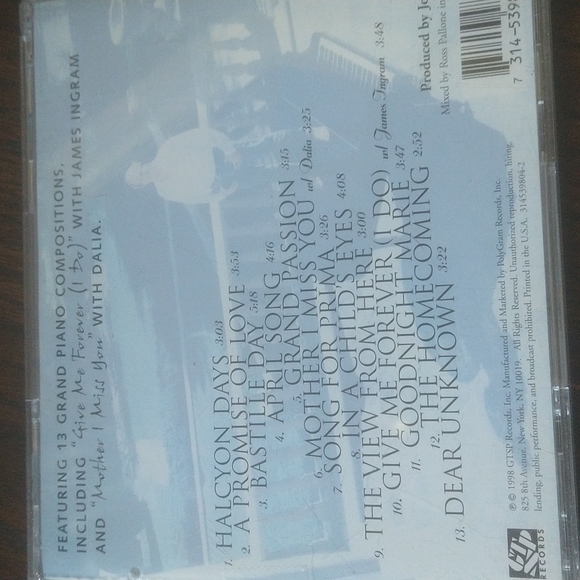 FEATURING 13 GRAND PIANO COMPOSITIONS,
INCLUDING "Give Me Forever (I Do)" WITH JAMES INGRAM
AND "Mother I Miss You" WITH DALIA.
1. HALCYON DAYS 3:03
2. A PROMISE OF LOVE 3:53
3. BASTILLE DAY 5:18
4. APRIL SONG 4:16
5. GRAND PASSION 3:15
6. MOTHER I MISS YOU w/ Dalia 3:25
7. SONG FOR PRIMA 3:26
8. IN A CHILD'S EYES 4:08
9. THE VIEW FROM HERE 3:00
10. GIVE ME FOREVER (I DO) w/ James Ingram 3:48
11. GOODNIGHT MARIE 3:47
12. THE HOMECOMING 2:52
13. DEAR UNKNOWN 3:22
Produced by
Mixed by Ross Pallone
7 314-539
℗ © 1998 GTSP Records, Inc. Manufactured and Marketed by PolyGram Records, Inc.
825 8th Avenue, New York, NY 10019. All Rights Reserved. Unauthorized reproduction, hiring,
lending, public performance, and broadcast prohibited. Printed in the U.S.A. 314539804-2
GTSP
RECORDS